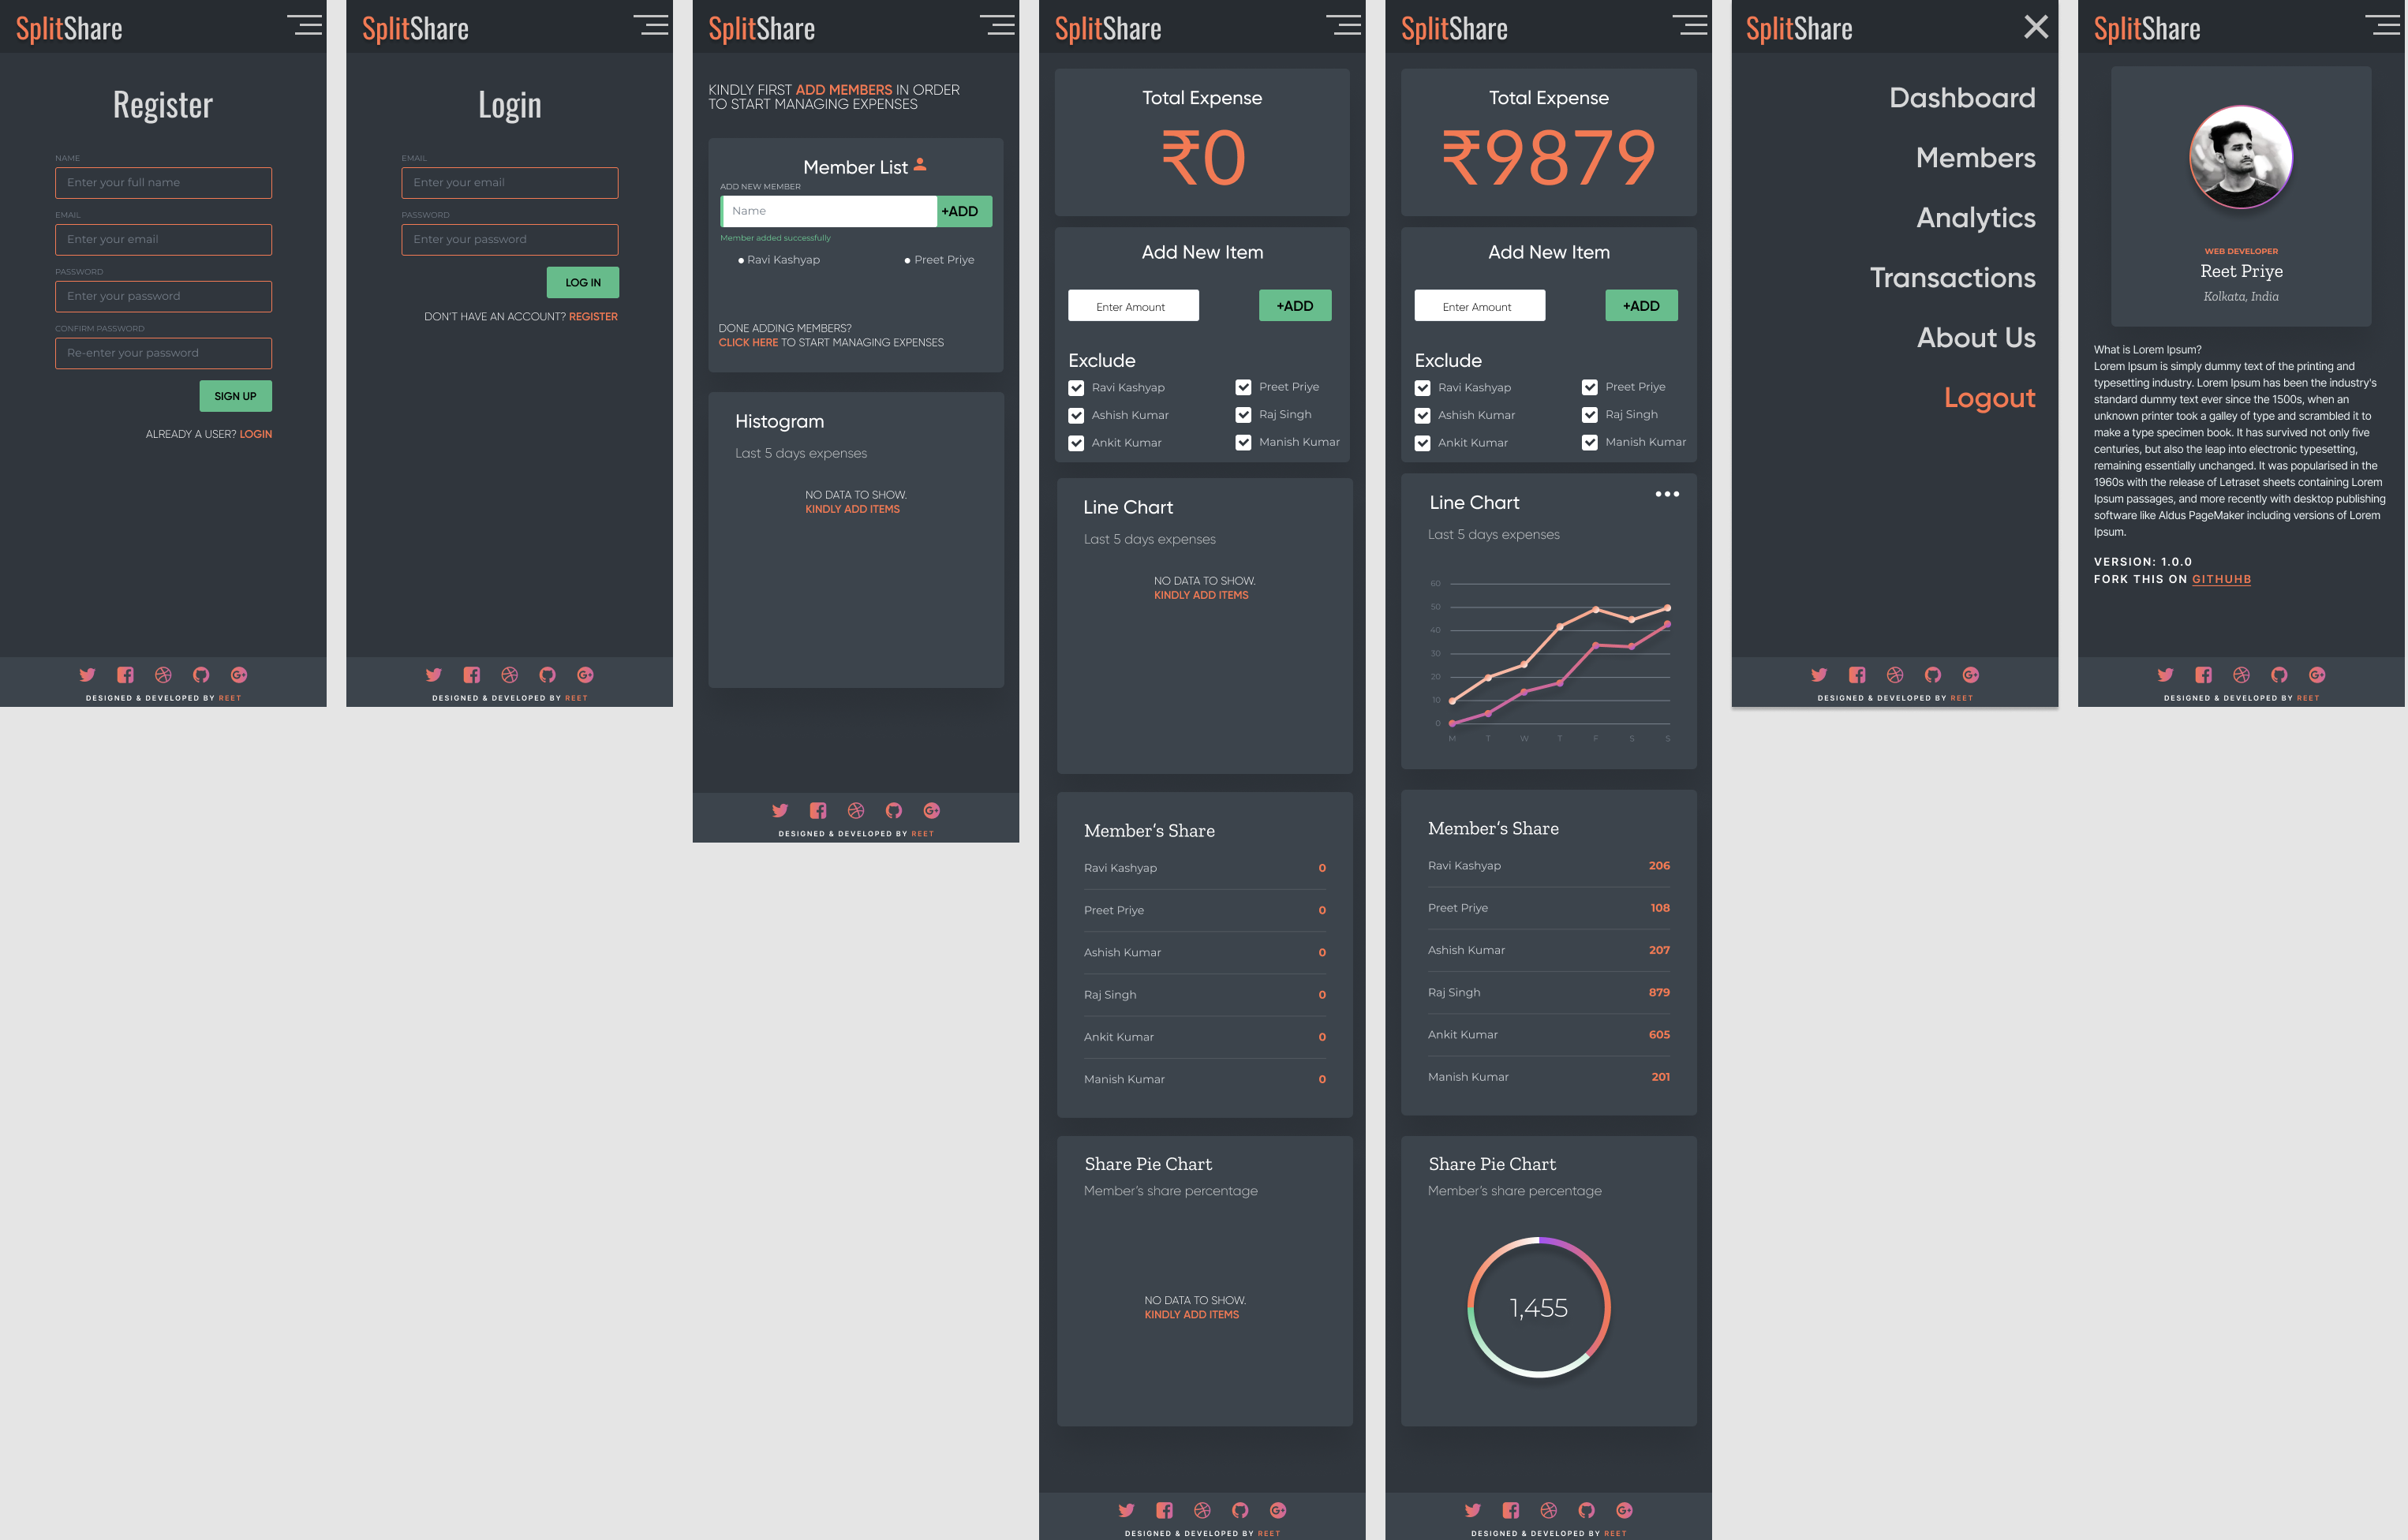 SplitShare
Register
NAME
Enter your full name
EMAIL
Enter your email
PASSWORD
Enter your password
CONFIRM PASSWORD
Re-enter your password
SIGN UP
ALREADY A USER? LOGIN
DESIGNED & DEVELOPED BY REET
SplitShare
Login
EMAIL
Enter your email
PASSWORD
Enter your password
LOG IN
DON'T HAVE AN ACCOUNT? REGISTER
DESIGNED & DEVELOPED BY REET
SplitShare
KINDLY FIRST ADD MEMBERS IN ORDER
TO START MANAGING EXPENSES
Member List
ADD NEW MEMBER
Name
+ADD
Member added successfully
Ravi Kashyap
Preet Priye
DONE ADDING MEMBERS?
CLICK HERE TO START MANAGING EXPENSES
Histogram
Last 5 days expenses
NO DATA TO SHOW.
KINDLY ADD ITEMS
DESIGNED & DEVELOPED BY REET
SplitShare
Total Expense
₹0
Add New Item
Enter Amount
+ADD
Exclude
Ravi Kashyap
Preet Priye
Ashish Kumar
Raj Singh
Ankit Kumar
Manish Kumar
Line Chart
Last 5 days expenses
NO DATA TO SHOW.
KINDLY ADD ITEMS
Member's Share
Ravi Kashyap 0
Preet Priye 0
Ashish Kumar 0
Raj Singh 0
Ankit Kumar 0
Manish Kumar 0
Share Pie Chart
Member's share percentage
NO DATA TO SHOW.
KINDLY ADD ITEMS
DESIGNED & DEVELOPED BY REET
SplitShare
Total Expense
₹9879
Add New Item
Enter Amount
+ADD
Exclude
Ravi Kashyap
Preet Priye
Ashish Kumar
Raj Singh
Ankit Kumar
Manish Kumar
Line Chart
Last 5 days expenses
60
50
40
30
20
10
0
M T W T F S S
Member's Share
Ravi Kashyap 206
Preet Priye 108
Ashish Kumar 207
Raj Singh 879
Ankit Kumar 605
Manish Kumar 201
Share Pie Chart
Member's share percentage
1,455
DESIGNED & DEVELOPED BY REET
SplitShare
Dashboard
Members
Analytics
Transactions
About Us
Logout
DESIGNED & DEVELOPED BY REET
SplitShare
WEB DEVELOPER
Reet Priye
Kolkata, India
What is Lorem Ipsum?
Lorem Ipsum is simply dummy text of the printing and
typesetting industry. Lorem Ipsum has been the industry's
standard dummy text ever since the 1500s, when an
unknown printer took a galley of type and scrambled it to
make a type specimen book. It has survived not only five
centuries, but also the leap into electronic typesetting,
remaining essentially unchanged. It was popularised in the
1960s with the release of Letraset sheets containing Lorem
Ipsum passages, and more recently with desktop publishing
software like Aldus PageMaker including versions of Lorem
Ipsum.
VERSION: 1.0.0
FORK THIS ON GITHUHB
DESIGNED & DEVELOPED BY REET